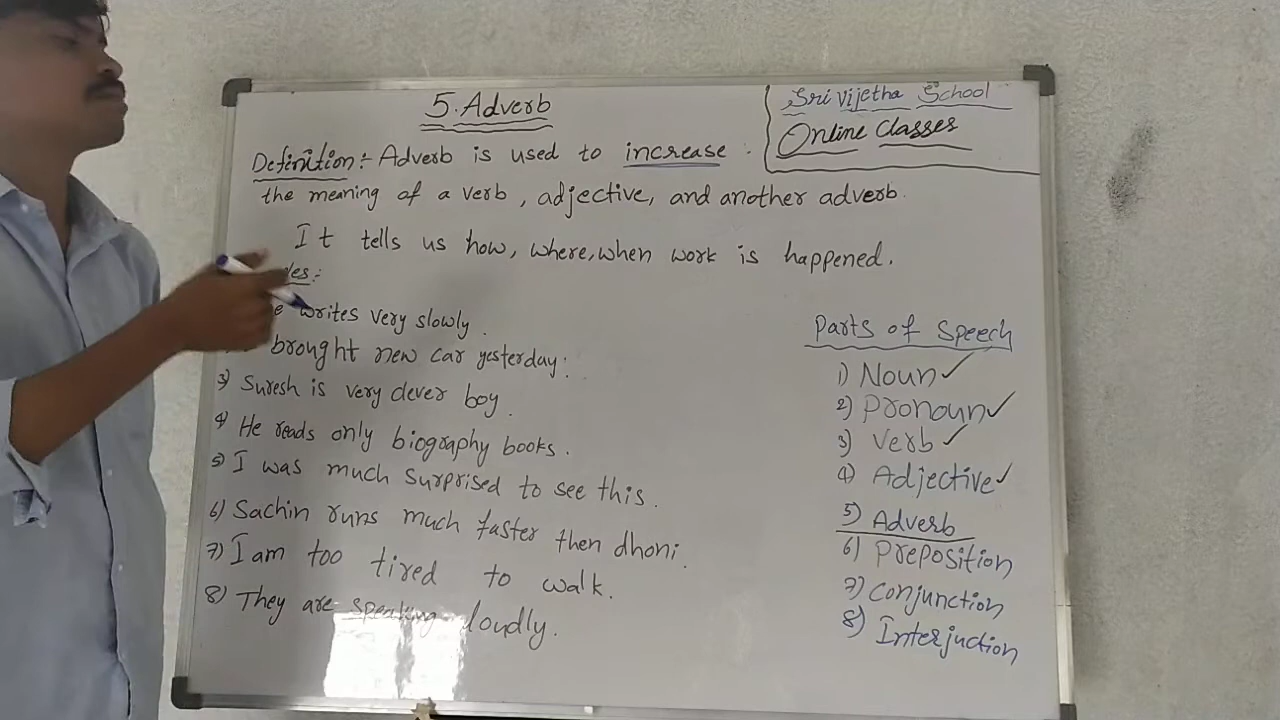 5. Adverb
Sri Vijetha School
Online Classes
Definition:- Adverb is used to increase
the meaning of a verb, adjective, and another adverb.
It tells us how, where, when work is happened.
writes very slowly.
brought new car yesterday.
3) Suresh is very clever boy.
4) He reads only biography books.
5) I was much surprised to see this.
6) Sachin runs much faster then dhoni.
7) I am too tired to walk.
8) They are speaking loudly.
Parts of Speech
1) Noun ✓
2) Pronoun ✓
3) Verb ✓
4) Adjective ✓
5) Adverb
6) Preposition
7) Conjunction
8) Interjuction